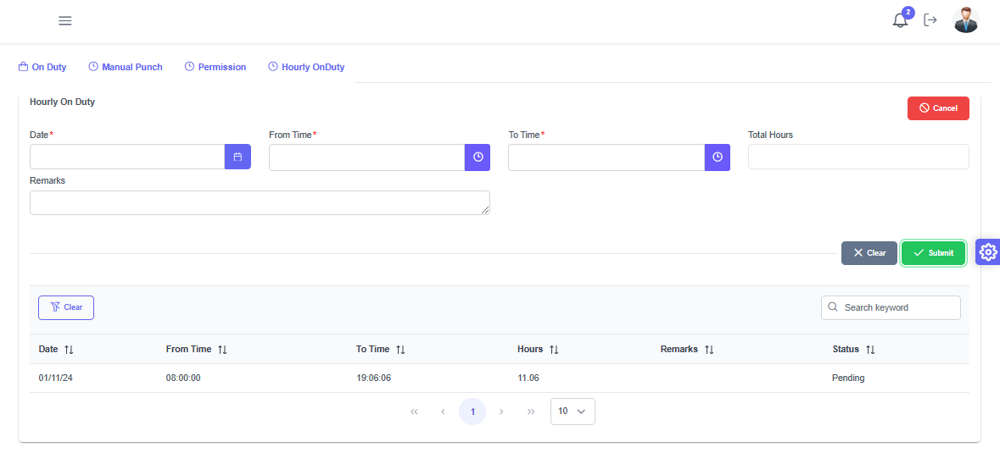 2
On Duty Manual Punch Permission Hourly OnDuty
Hourly On Duty
Cancel
Date* From Time* To Time* Total Hours
Remarks
Clear Submit
Clear Search keyword
Date From Time To Time Hours Remarks Status
01/11/24 08:00:00 19:06:06 11.06 Pending
« ‹ 1 › » 10